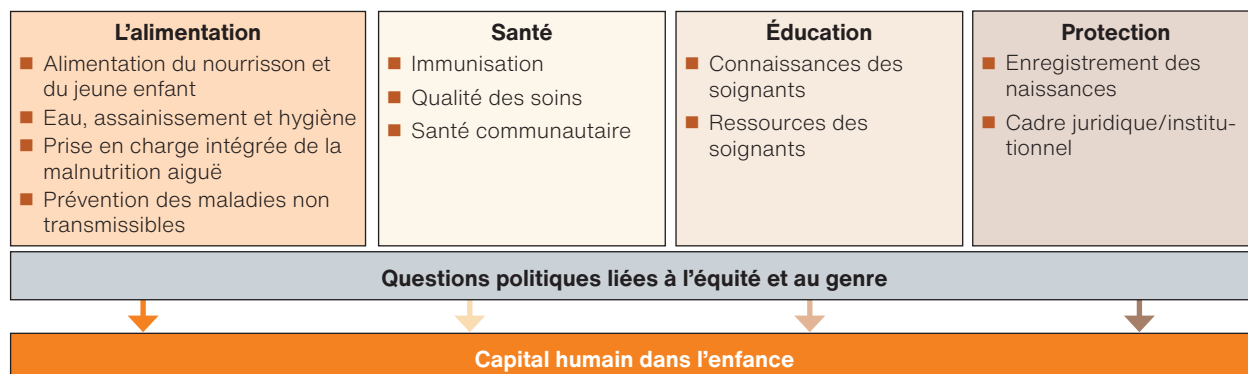 L'alimentation
■ Alimentation du nourrisson et
du jeune enfant
■ Eau, assainissement et hygiène
■ Prise en charge intégrée de la
malnutrition aiguë
■ Prévention des maladies non
transmissibles
Santé
■ Immunisation
■ Qualité des soins
■ Santé communautaire
Éducation
■ Connaissances des
soignants
■ Ressources des
soignants
Protection
■ Enregistrement des
naissances
■ Cadre juridique/institu-
tionnel
Questions politiques liées à l'équité et au genre
Capital humain dans l'enfance